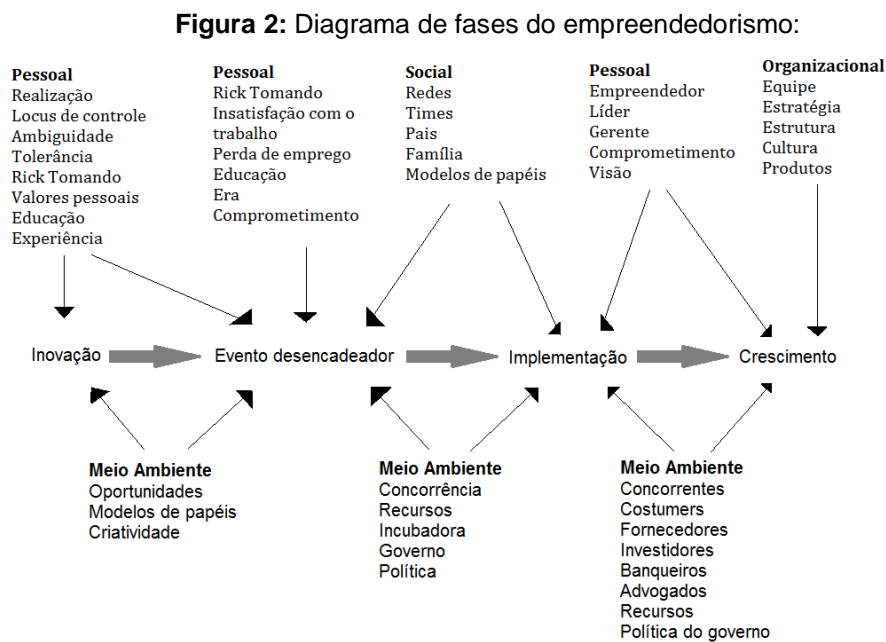 Figura 2: Diagrama de fases do empreendedorismo:
Pessoal
Realização
Locus de controle
Ambiguidade
Tolerância
Rick Tomando
Valores pessoais
Educação
Experiência
Pessoal
Rick Tomando
Insatisfação com o
trabalho
Perda de emprego
Educação
Era
Comprometimento
Social
Redes
Times
Pais
Família
Modelos de papéis
Pessoal
Empreendedor
Líder
Gerente
Comprometimento
Visão
Organizacional
Equipe
Estratégia
Estrutura
Cultura
Produtos
Inovação
Evento desencadeador
Implementação
Crescimento
Meio Ambiente
Oportunidades
Modelos de papéis
Criatividade
Meio Ambiente
Concorrência
Recursos
Incubadora
Governo
Política
Meio Ambiente
Concorrentes
Costumers
Fornecedores
Investidores
Banqueiros
Advogados
Recursos
Política do governo